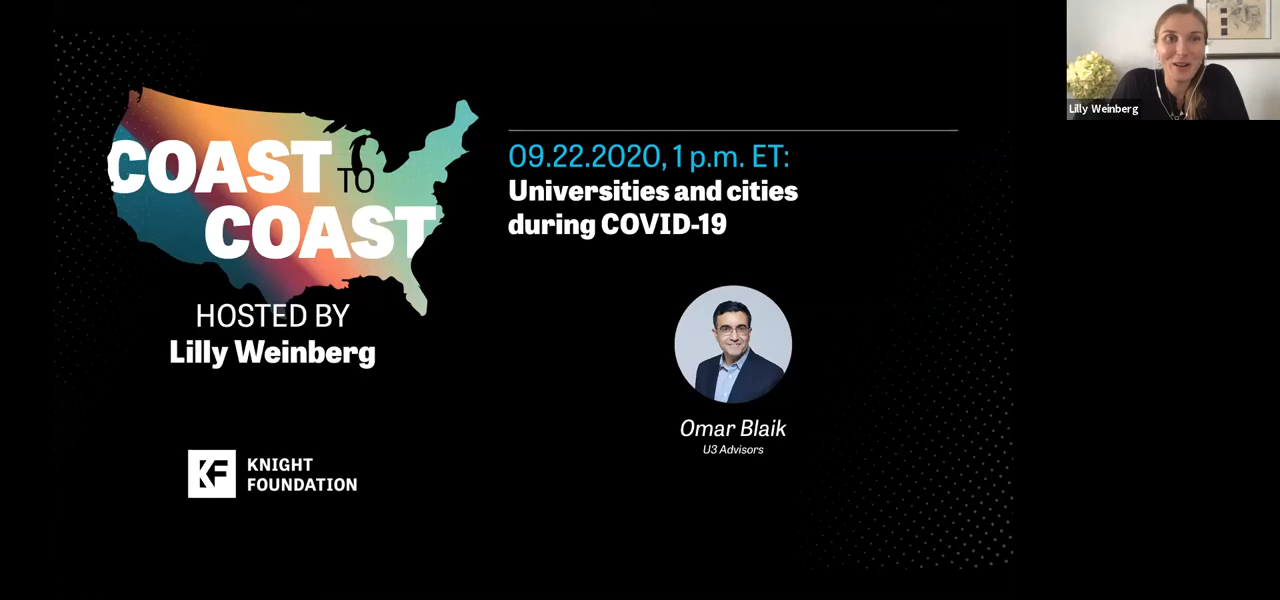 COAST
TO
COAST
HOSTED BY
Lilly Weinberg
KF
KNIGHT
FOUNDATION
09.22.2020, 1 p.m. ET:
Universities and cities
during COVID-19
Omar Blaik
U3 Advisors
Lilly Weinberg